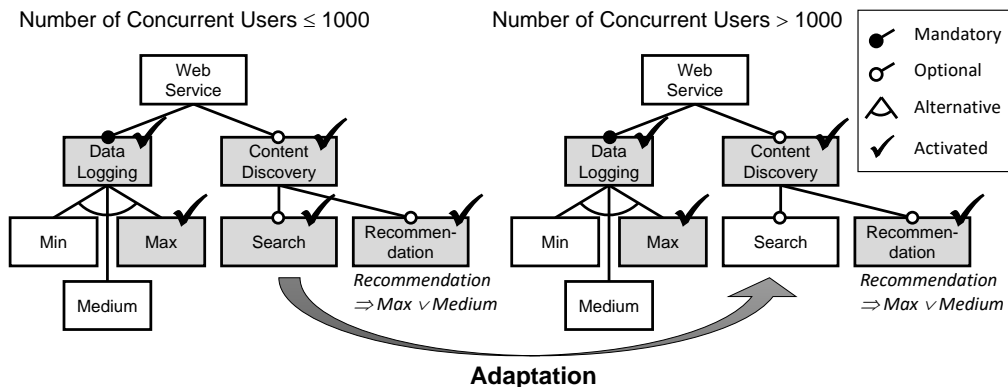 Number of Concurrent Users ≤ 1000
Web
Service
Data
Logging
Content
Discovery
Min
Max
Search
Recommen-
dation
Medium
Recommendation
⇒ Max ∨ Medium
Number of Concurrent Users > 1000
Web
Service
Data
Logging
Content
Discovery
Min
Max
Search
Recommen-
dation
Medium
Recommendation
⇒ Max ∨ Medium
Mandatory
Optional
Alternative
Activated
Adaptation